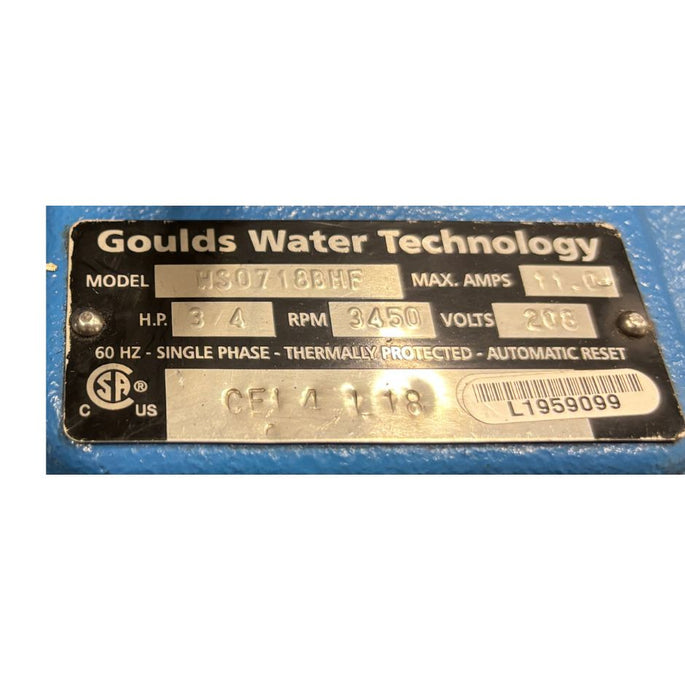 Goulds Water Technology
MODEL WS0718BHF MAX. AMPS 11.0
H.P. 3/4 RPM 3450 VOLTS 208
60 HZ - SINGLE PHASE - THERMALLY PROTECTED - AUTOMATIC RESET
C SA ® US
L18
L1959099